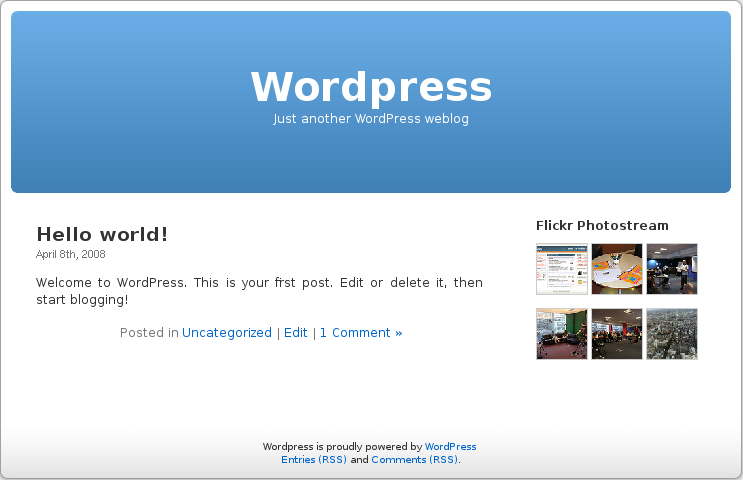 Wordpress
Just another WordPress weblog
Hello world!
April 8th, 2008
Welcome to WordPress. This is your frst post. Edit or delete it, then
start blogging!
Posted in Uncategorized | Edit | 1 Comment »
Flickr Photostream
Wordpress is proudly powered by WordPress
Entries (RSS) and Comments (RSS).